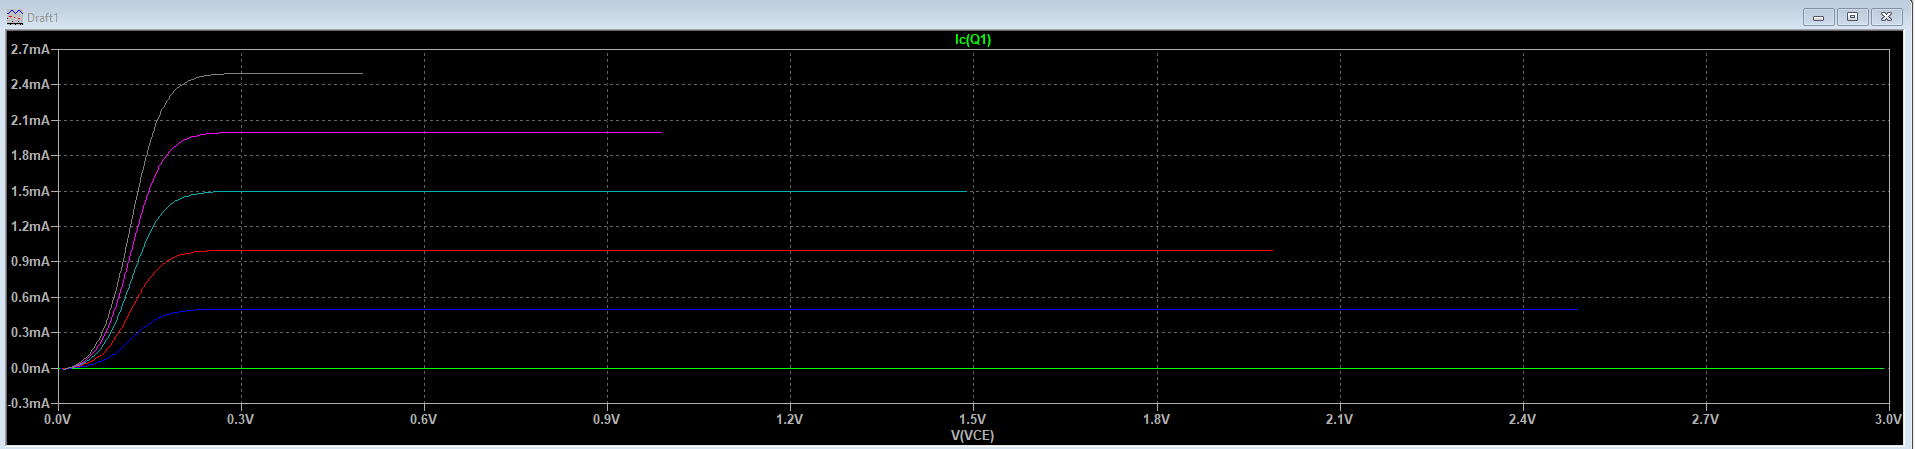 Draft1
Ic(Q1)
2.7mA
2.4mA
2.1mA
1.8mA
1.5mA
1.2mA
0.9mA
0.6mA
0.3mA
0.0mA
-0.3mA
0.0V 0.3V 0.6V 0.9V 1.2V 1.5V 1.8V 2.1V 2.4V 2.7V 3.0V
V(VCE)